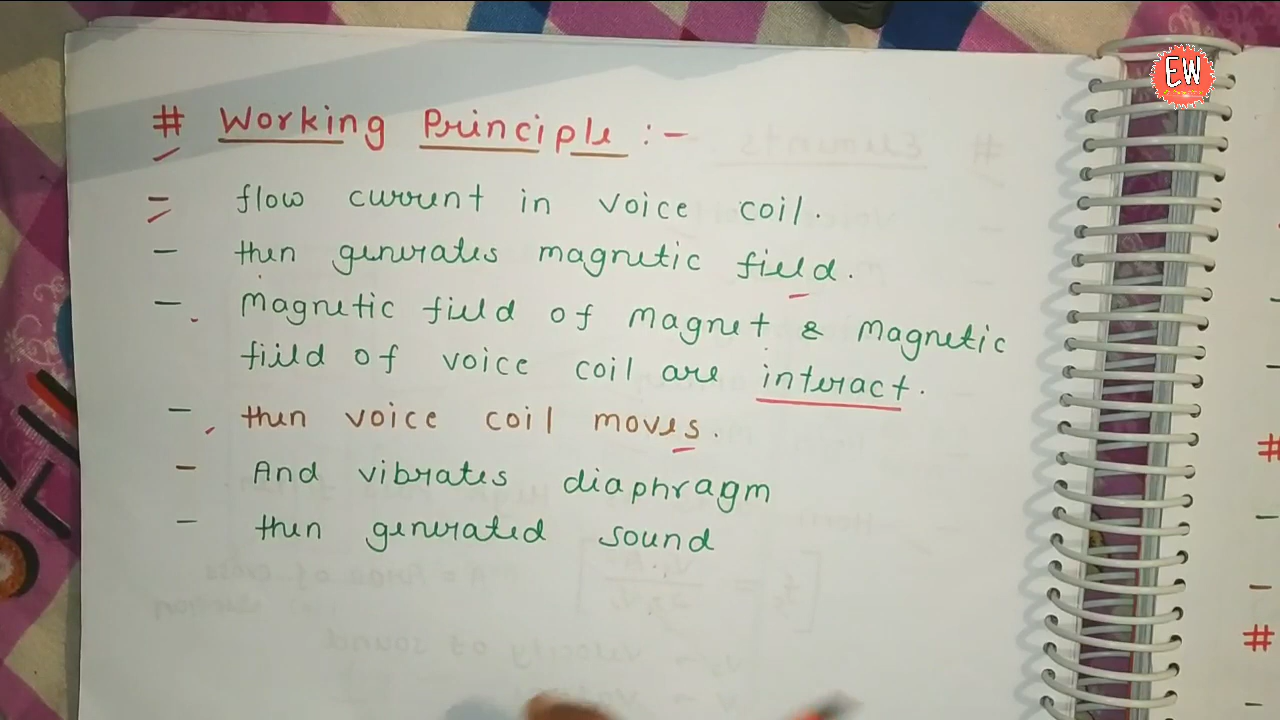 EW
# Working Principle :-
- flow current in voice coil.
- then generates magnetic field.
- Magnetic field of magnet & magnetic
field of voice coil are interact.
- then voice coil moves.
- And vibrates diaphragm
- then generated sound